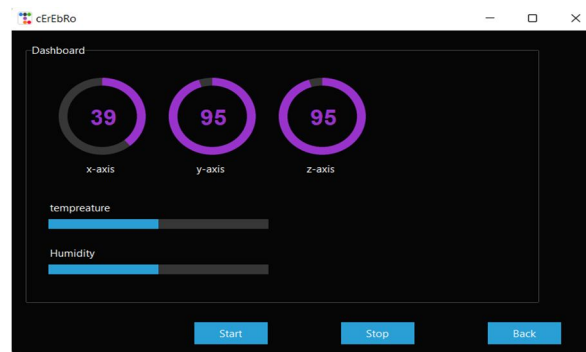 cErEbRo
Dashboard
39 95 95
x-axis y-axis z-axis
tempreature
Humidity
Start Stop Back